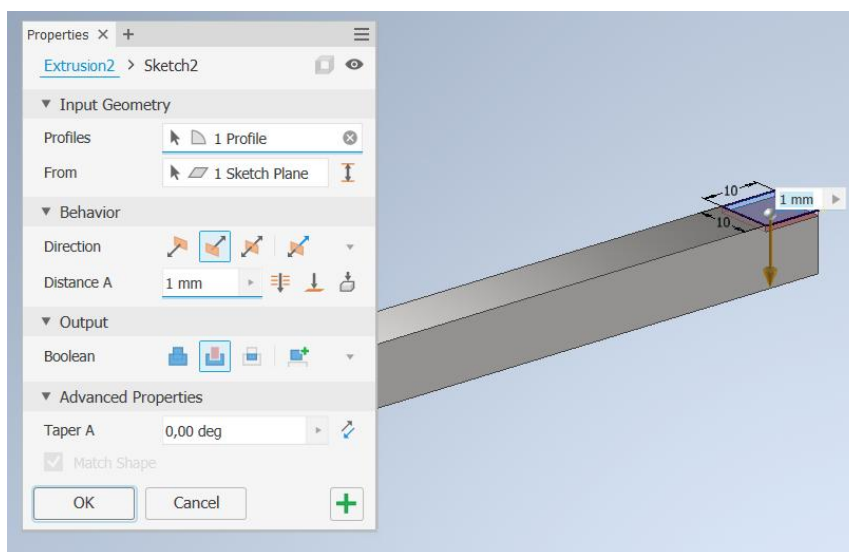 Properties × +
Extrusion2 > Sketch2
Input Geometry
Profiles 1 Profile
From 1 Sketch Plane
Behavior
Direction
Distance A 1 mm
Output
Boolean
Advanced Properties
Taper A 0,00 deg
Match Shape
OK Cancel +
10
1 mm
10